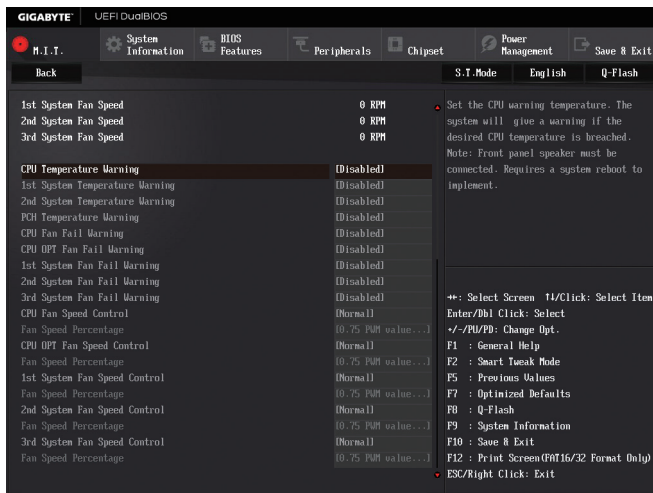 GIGABYTE™ UEFI DualBIOS
M.I.T. System Information BIOS Features Peripherals Chipset Power Management Save & Exit
Back S.T.Mode English Q-Flash
1st System Fan Speed 0 RPM
2nd System Fan Speed 0 RPM
3rd System Fan Speed 0 RPM
CPU Temperature Warning [Disabled]
1st System Temperature Warning [Disabled]
2nd System Temperature Warning [Disabled]
PCH Temperature Warning [Disabled]
CPU Fan Fail Warning [Disabled]
CPU OPT Fan Fail Warning [Disabled]
1st System Fan Fail Warning [Disabled]
2nd System Fan Fail Warning [Disabled]
3rd System Fan Fail Warning [Disabled]
CPU Fan Speed Control [Normal]
Fan Speed Percentage [0.75 PWM value...]
CPU OPT Fan Speed Control [Normal]
Fan Speed Percentage [0.75 PWM value...]
1st System Fan Speed Control [Normal]
Fan Speed Percentage [0.75 PWM value...]
2nd System Fan Speed Control [Normal]
Fan Speed Percentage [0.75 PWM value...]
3rd System Fan Speed Control [Normal]
Fan Speed Percentage [0.75 PWM value...]
Set the CPU warning temperature. The
system will give a warning if the
desired CPU temperature is breached.
Note: Front panel speaker must be
connected. Requires a system reboot to
implement.
→←: Select Screen ↑↓/Click: Select Item
Enter/Dbl Click: Select
+/-/PU/PD: Change Opt.
F1 : General Help
F2 : Smart Tweak Mode
F5 : Previous Values
F7 : Optimized Defaults
F8 : Q-Flash
F9 : System Information
F10 : Save & Exit
F12 : Print Screen(FAT16/32 Format Only)
ESC/Right Click: Exit